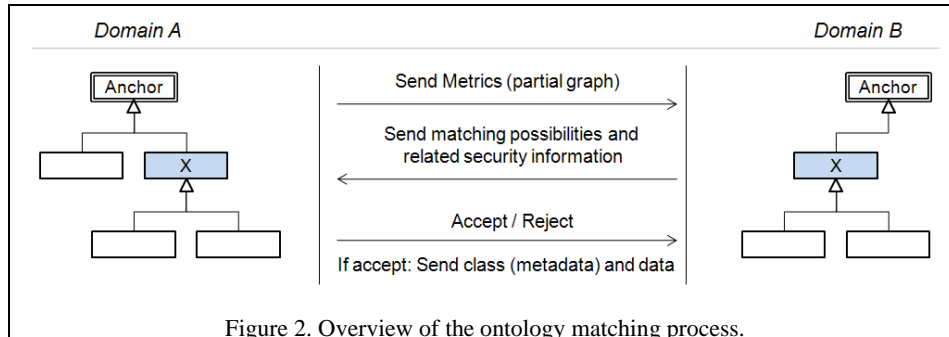 Domain A
Domain B
Anchor
Anchor
Send Metrics (partial graph)
Send matching possibilities and
related security information
X
X
Accept / Reject
If accept: Send class (metadata) and data
Figure 2. Overview of the ontology matching process.